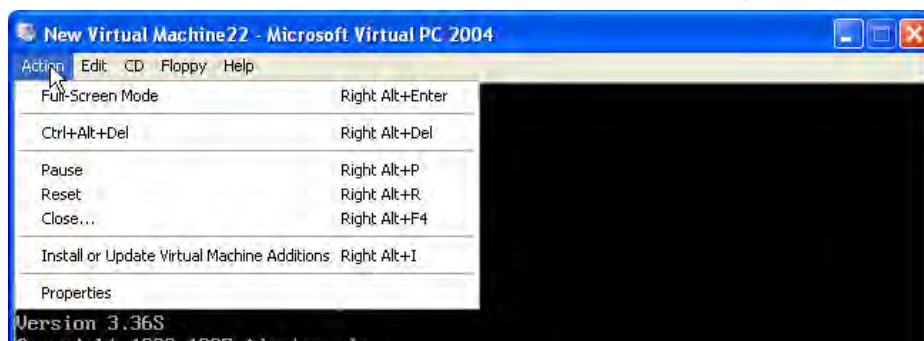 New Virtual Machine22 - Microsoft Virtual PC 2004
Action Edit CD Floppy Help
Full-Screen Mode Right Alt+Enter
Ctrl+Alt+Del Right Alt+Del
Pause Right Alt+P
Reset Right Alt+R
Close... Right Alt+F4
Install or Update Virtual Machine Additions Right Alt+I
Properties
Version 3.36S